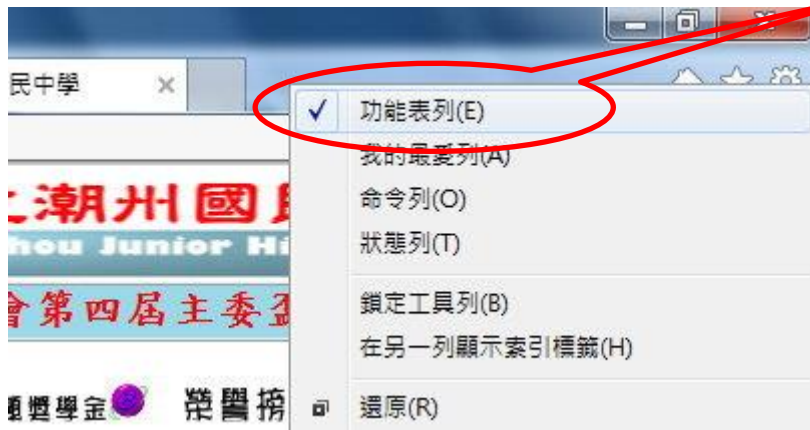 民中學
功能表列(E)
我的最愛列(A)
命令列(O)
狀態列(T)
鎖定工具列(B)
在另一列顯示索引標籤(H)
還原(R)
潮州國
hou Junior Hi
會第四屆主委盃
獎學金
榮譽榜